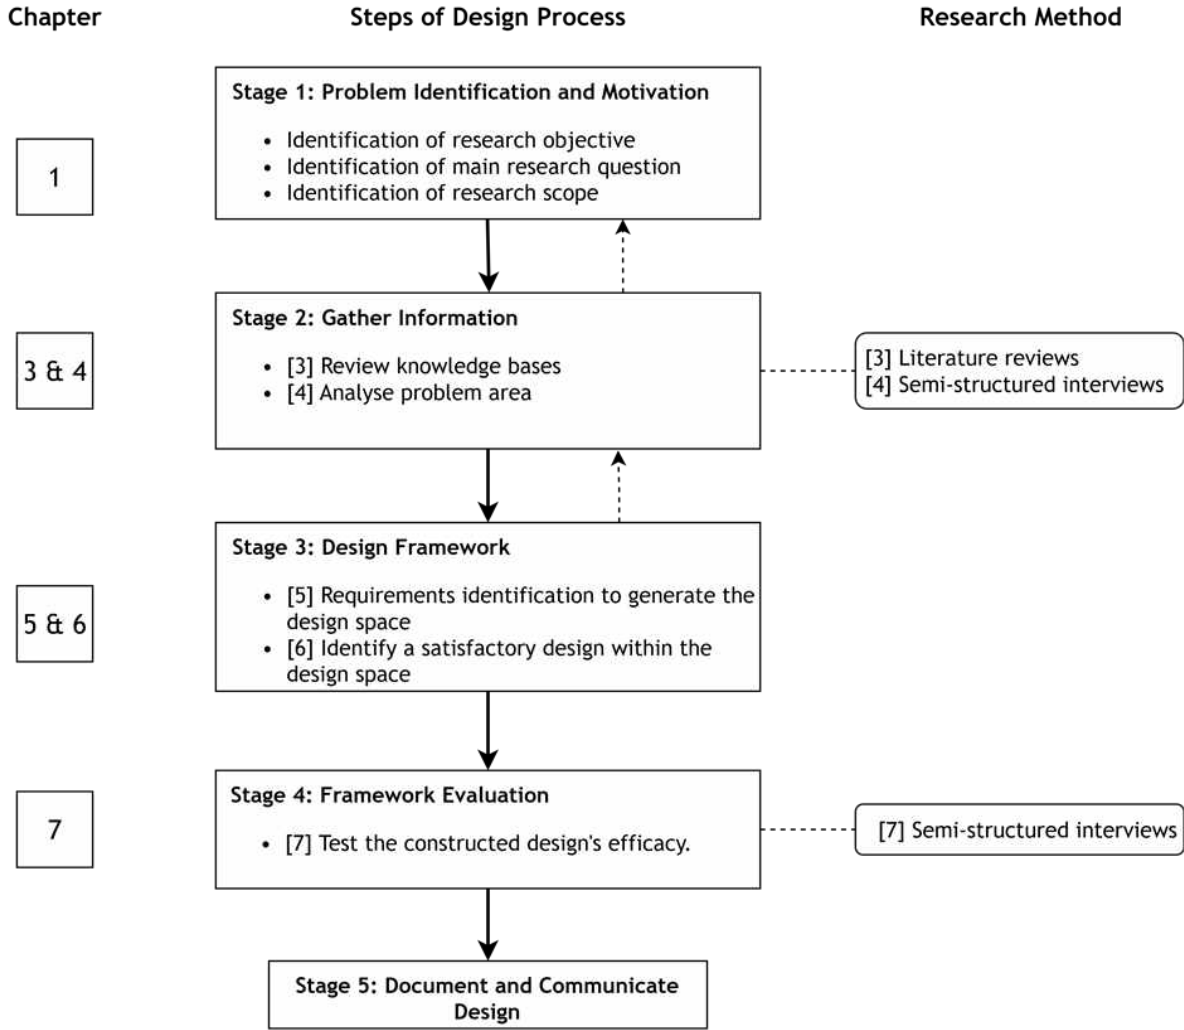 Chapter
Steps of Design Process
Research Method
Stage 1: Problem Identification and Motivation
• Identification of research objective
• Identification of main research question
• Identification of research scope
1
Stage 2: Gather Information
• [3] Review knowledge bases
• [4] Analyse problem area
3 & 4
[3] Literature reviews
[4] Semi-structured interviews
Stage 3: Design Framework
• [5] Requirements identification to generate the
design space
• [6] Identify a satisfactory design within the
design space
5 & 6
Stage 4: Framework Evaluation
• [7] Test the constructed design's efficacy.
7
[7] Semi-structured interviews
Stage 5: Document and Communicate
Design